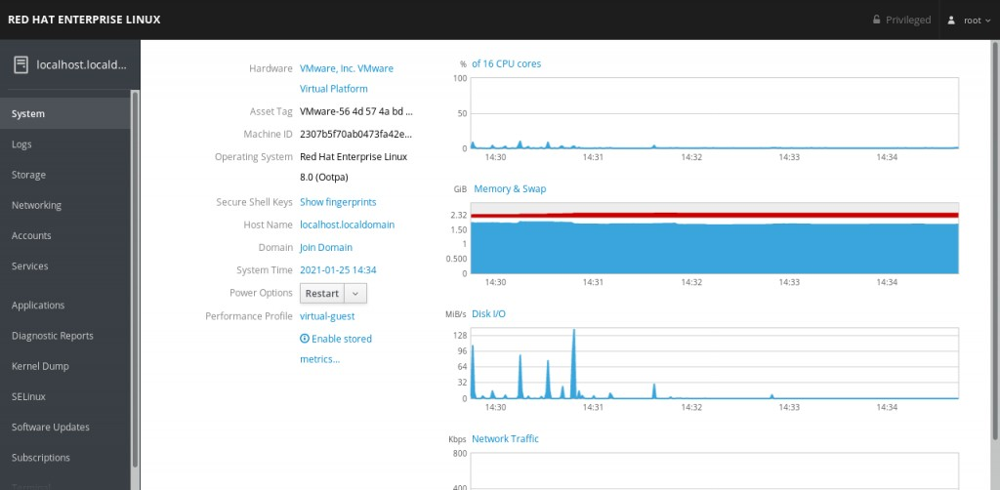 RED HAT ENTERPRISE LINUX
Privileged
root
localhost.locald...
System
Logs
Storage
Networking
Accounts
Services
Applications
Diagnostic Reports
Kernel Dump
SELinux
Software Updates
Subscriptions
Terminal
Hardware VMware, Inc. VMware
Virtual Platform
Asset Tag VMware-56 4d 57 4a bd ...
Machine ID 2307b5f70ab0473fa42e...
Operating System Red Hat Enterprise Linux
8.0 (Ootpa)
Secure Shell Keys Show fingerprints
Host Name localhost.localdomain
Domain Join Domain
System Time 2021-01-25 14:34
Power Options Restart
Performance Profile virtual-guest
Enable stored
metrics...
% of 16 CPU cores
100
50
0
14:30 14:31 14:32 14:33 14:34
GiB Memory & Swap
2.32
1.50
1
0.500
0
14:30 14:31 14:32 14:33 14:34
MiB/s Disk I/O
128
96
64
32
0
14:30 14:31 14:32 14:33 14:34
Kbps Network Traffic
800
400